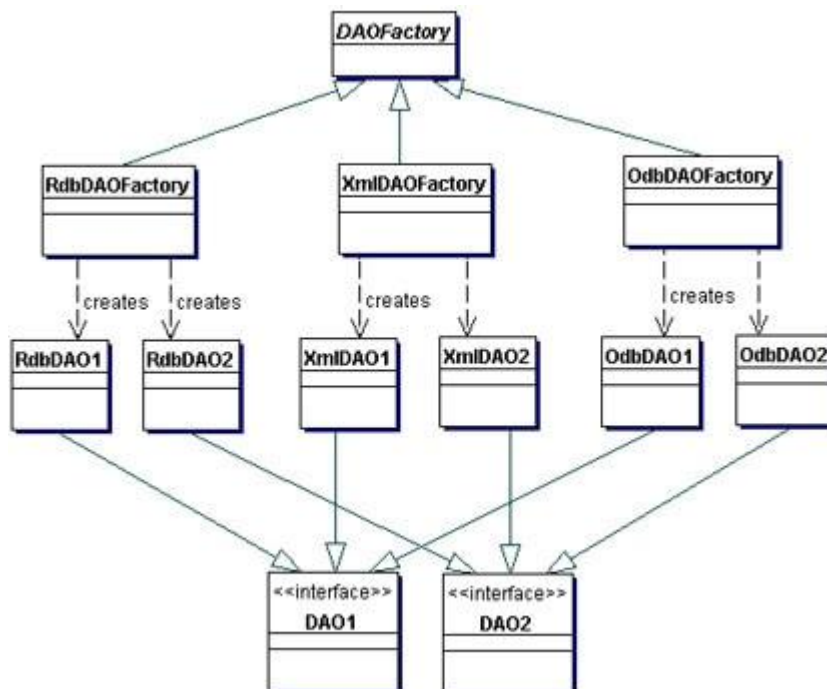 DAOFactory
RdbDAOFactory
XmlDAOFactory
OdbDAOFactory
creates
creates
creates
creates
RdbDAO1
RdbDAO2
XmlDAO1
XmlDAO2
OdbDAO1
OdbDAO2
<<interface>>
DAO1
<<interface>>
DAO2